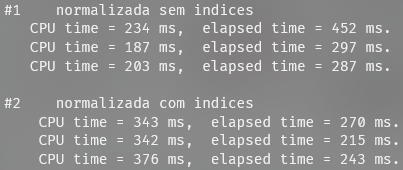 #1    normalizada sem indices
   CPU time = 234 ms,  elapsed time = 452 ms.
   CPU time = 187 ms,  elapsed time = 297 ms.
   CPU time = 203 ms,  elapsed time = 287 ms.

#2    normalizada com indices
    CPU time = 343 ms,  elapsed time = 270 ms.
    CPU time = 342 ms,  elapsed time = 215 ms.
    CPU time = 376 ms,  elapsed time = 243 ms.